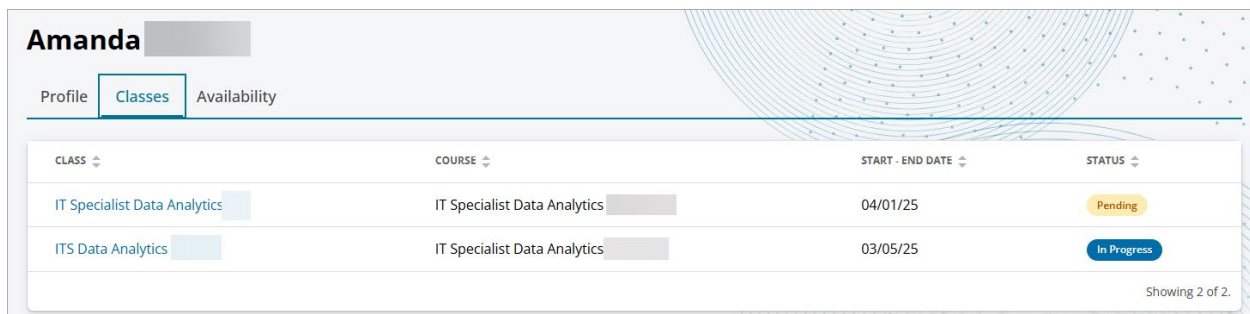 Amanda
Profile Classes Availability
CLASS COURSE START - END DATE STATUS
IT Specialist Data Analytics IT Specialist Data Analytics 04/01/25 Pending
ITS Data Analytics IT Specialist Data Analytics 03/05/25 In Progress
Showing 2 of 2.